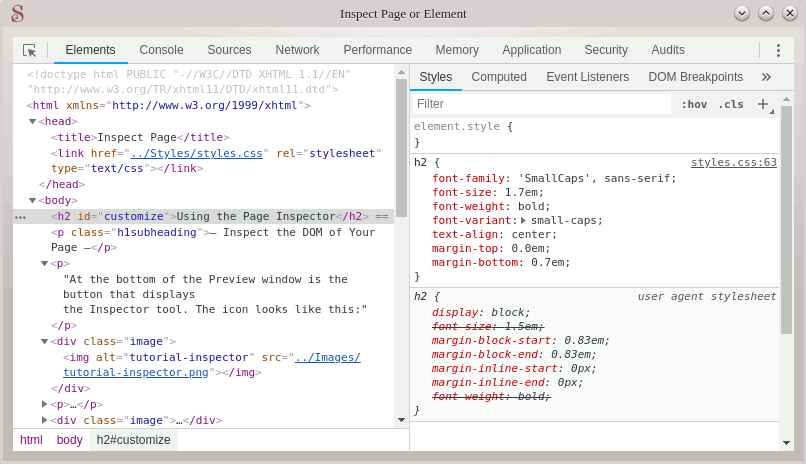 Inspect Page or Element
Elements Console Sources Network Performance Memory Application Security Audits
<!doctype html PUBLIC "-//W3C//DTD XHTML 1.1//EN"
"http://www.w3.org/TR/xhtml11/DTD/xhtml11.dtd">
<html xmlns="http://www.w3.org/1999/xhtml">
▼<head>
<title>Inspect Page</title>
<link href="../Styles/styles.css" rel="stylesheet"
type="text/css"></link>
</head>
▼<body>
… <h2 id="customize">Using the Page Inspector</h2> ==
<p class="h1subheading">— Inspect the DOM of Your
Page —</p>
▼<p>
"At the bottom of the Preview window is the
button that displays
the Inspector tool. The icon looks like this:"
</p>
▼<div class="image">
<img alt="tutorial-inspector" src="../Images/
tutorial-inspector.png"></img>
</div>
▶<p>…</p>
▶<div class="image">…</div>
html body h2#customize
Styles Computed Event Listeners DOM Breakpoints »
Filter :hov .cls +
element.style {
}
h2 { styles.css:63
font-family: 'SmallCaps', sans-serif;
font-size: 1.7em;
font-weight: bold;
font-variant:▶ small-caps;
text-align: center;
margin-top: 0.0em;
margin-bottom: 0.7em;
}
h2 { user agent stylesheet
display: block;
font-size: 1.5em;
margin-block-start: 0.83em;
margin-block-end: 0.83em;
margin-inline-start: 0px;
margin-inline-end: 0px;
font-weight: bold;
}